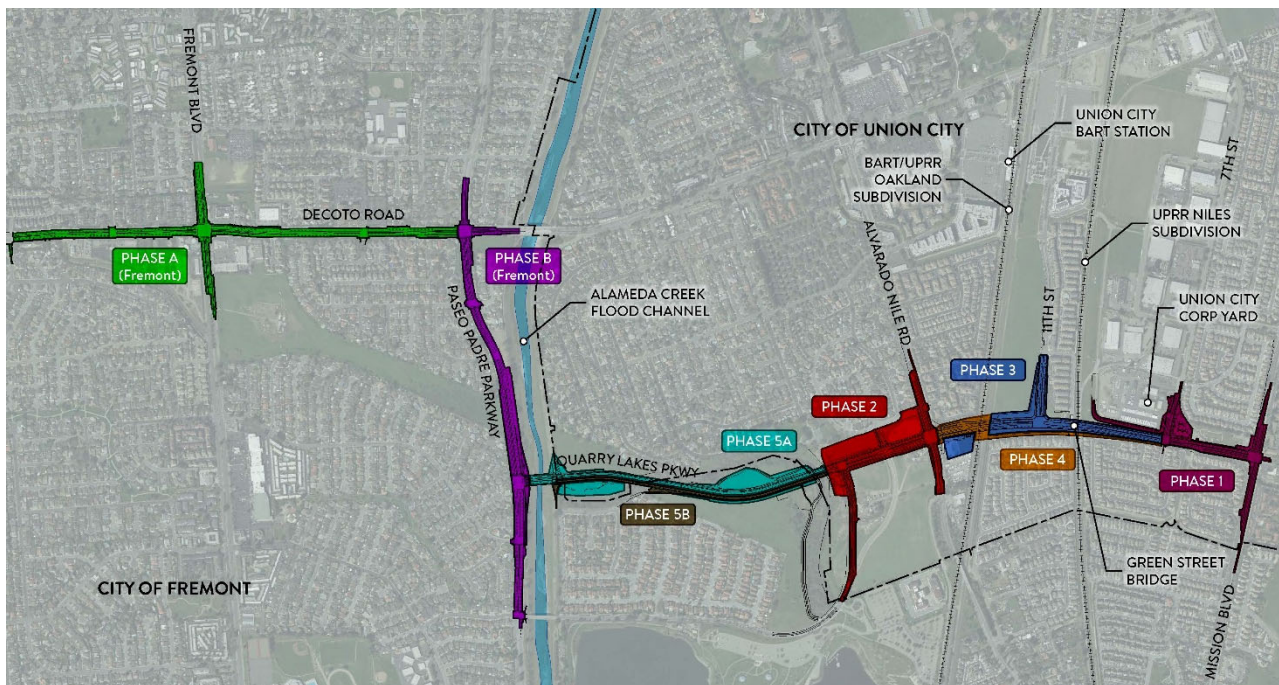 FREMONT BLVD
DECOTO ROAD
PHASE A
(Fremont)
PHASE B
(Fremont)
PASEO PADRE PARKWAY
ALAMEDA CREEK
FLOOD CHANNEL
CITY OF FREMONT
CITY OF UNION CITY
BART/UPRR
OAKLAND
SUBDIVISION
UNION CITY
BART STATION
7TH ST
UPRR NILES
SUBDIVISION
ALVARADO NILE RD
11TH ST
UNION CITY
CORP YARD
PHASE 3
PHASE 2
PHASE 5A
QUARRY LAKES PKWY
PHASE 5B
PHASE 4
PHASE 1
GREEN STREET
BRIDGE
MISSION BLVD